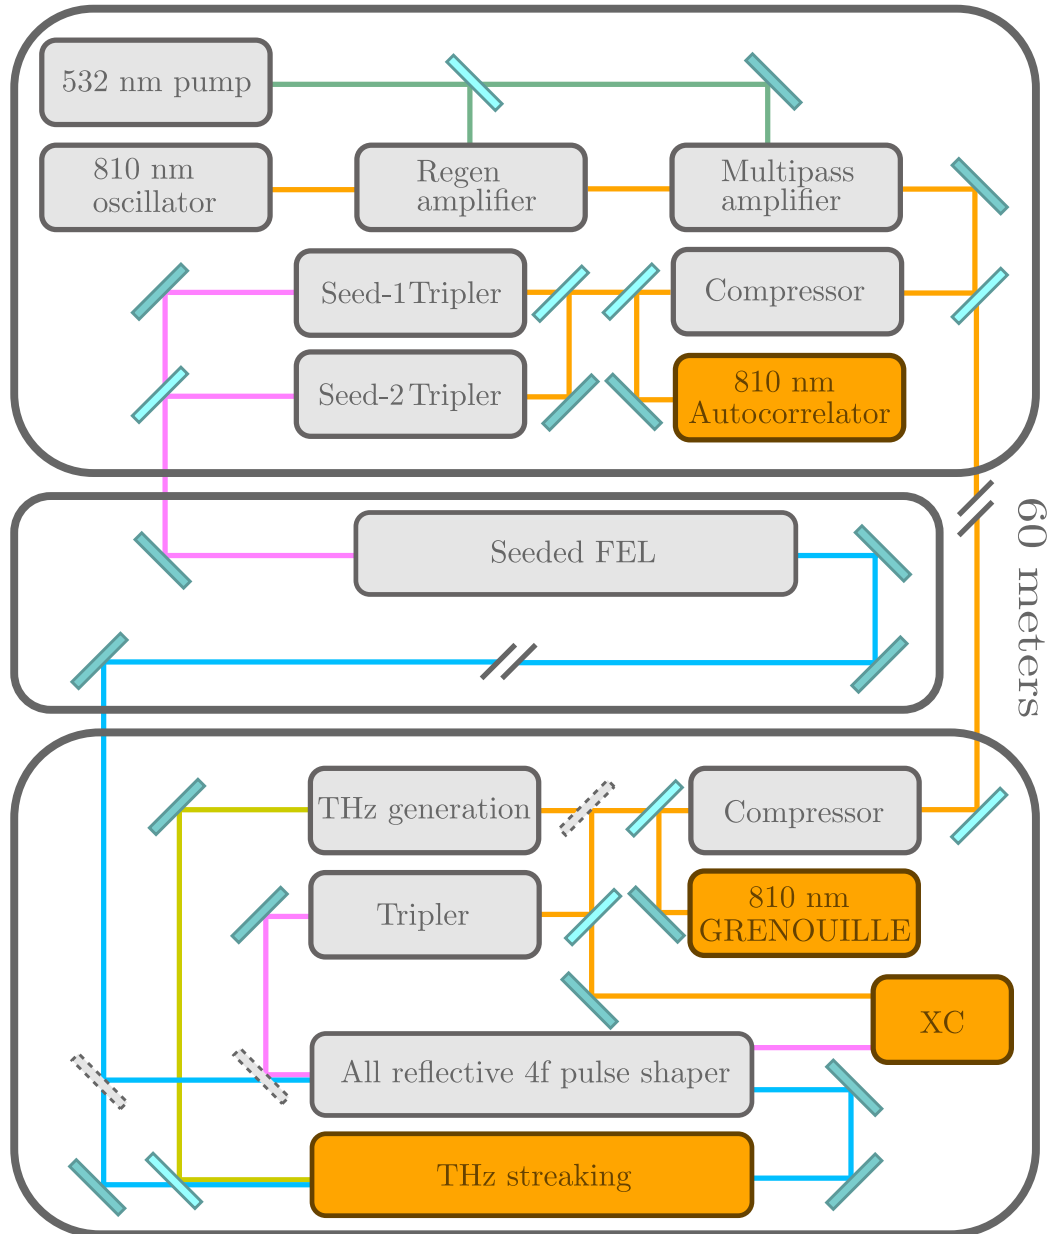 532 nm pump
810 nm
oscillator
Regen
amplifier
Multipass
amplifier
Seed-1 Tripler
Compressor
Seed-2 Tripler
810 nm
Autocorrelator
60 meters
Seeded FEL
THz generation
Compressor
Tripler
810 nm
GRENOUILLE
XC
All reflective 4f pulse shaper
THz streaking